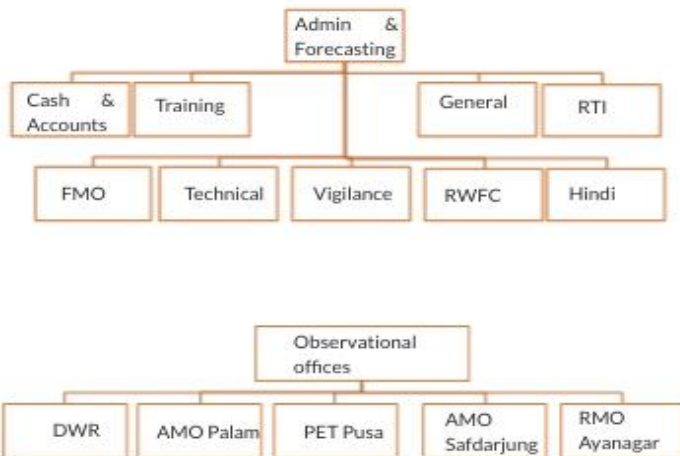 Admin &
Forecasting
Cash &
Accounts
Training
General
RTI
FMO
Technical
Vigilance
RWFC
Hindi
Observational
offices
DWR
AMO Palam
PET Pusa
AMO
Safdarjung
RMO
Ayanagar